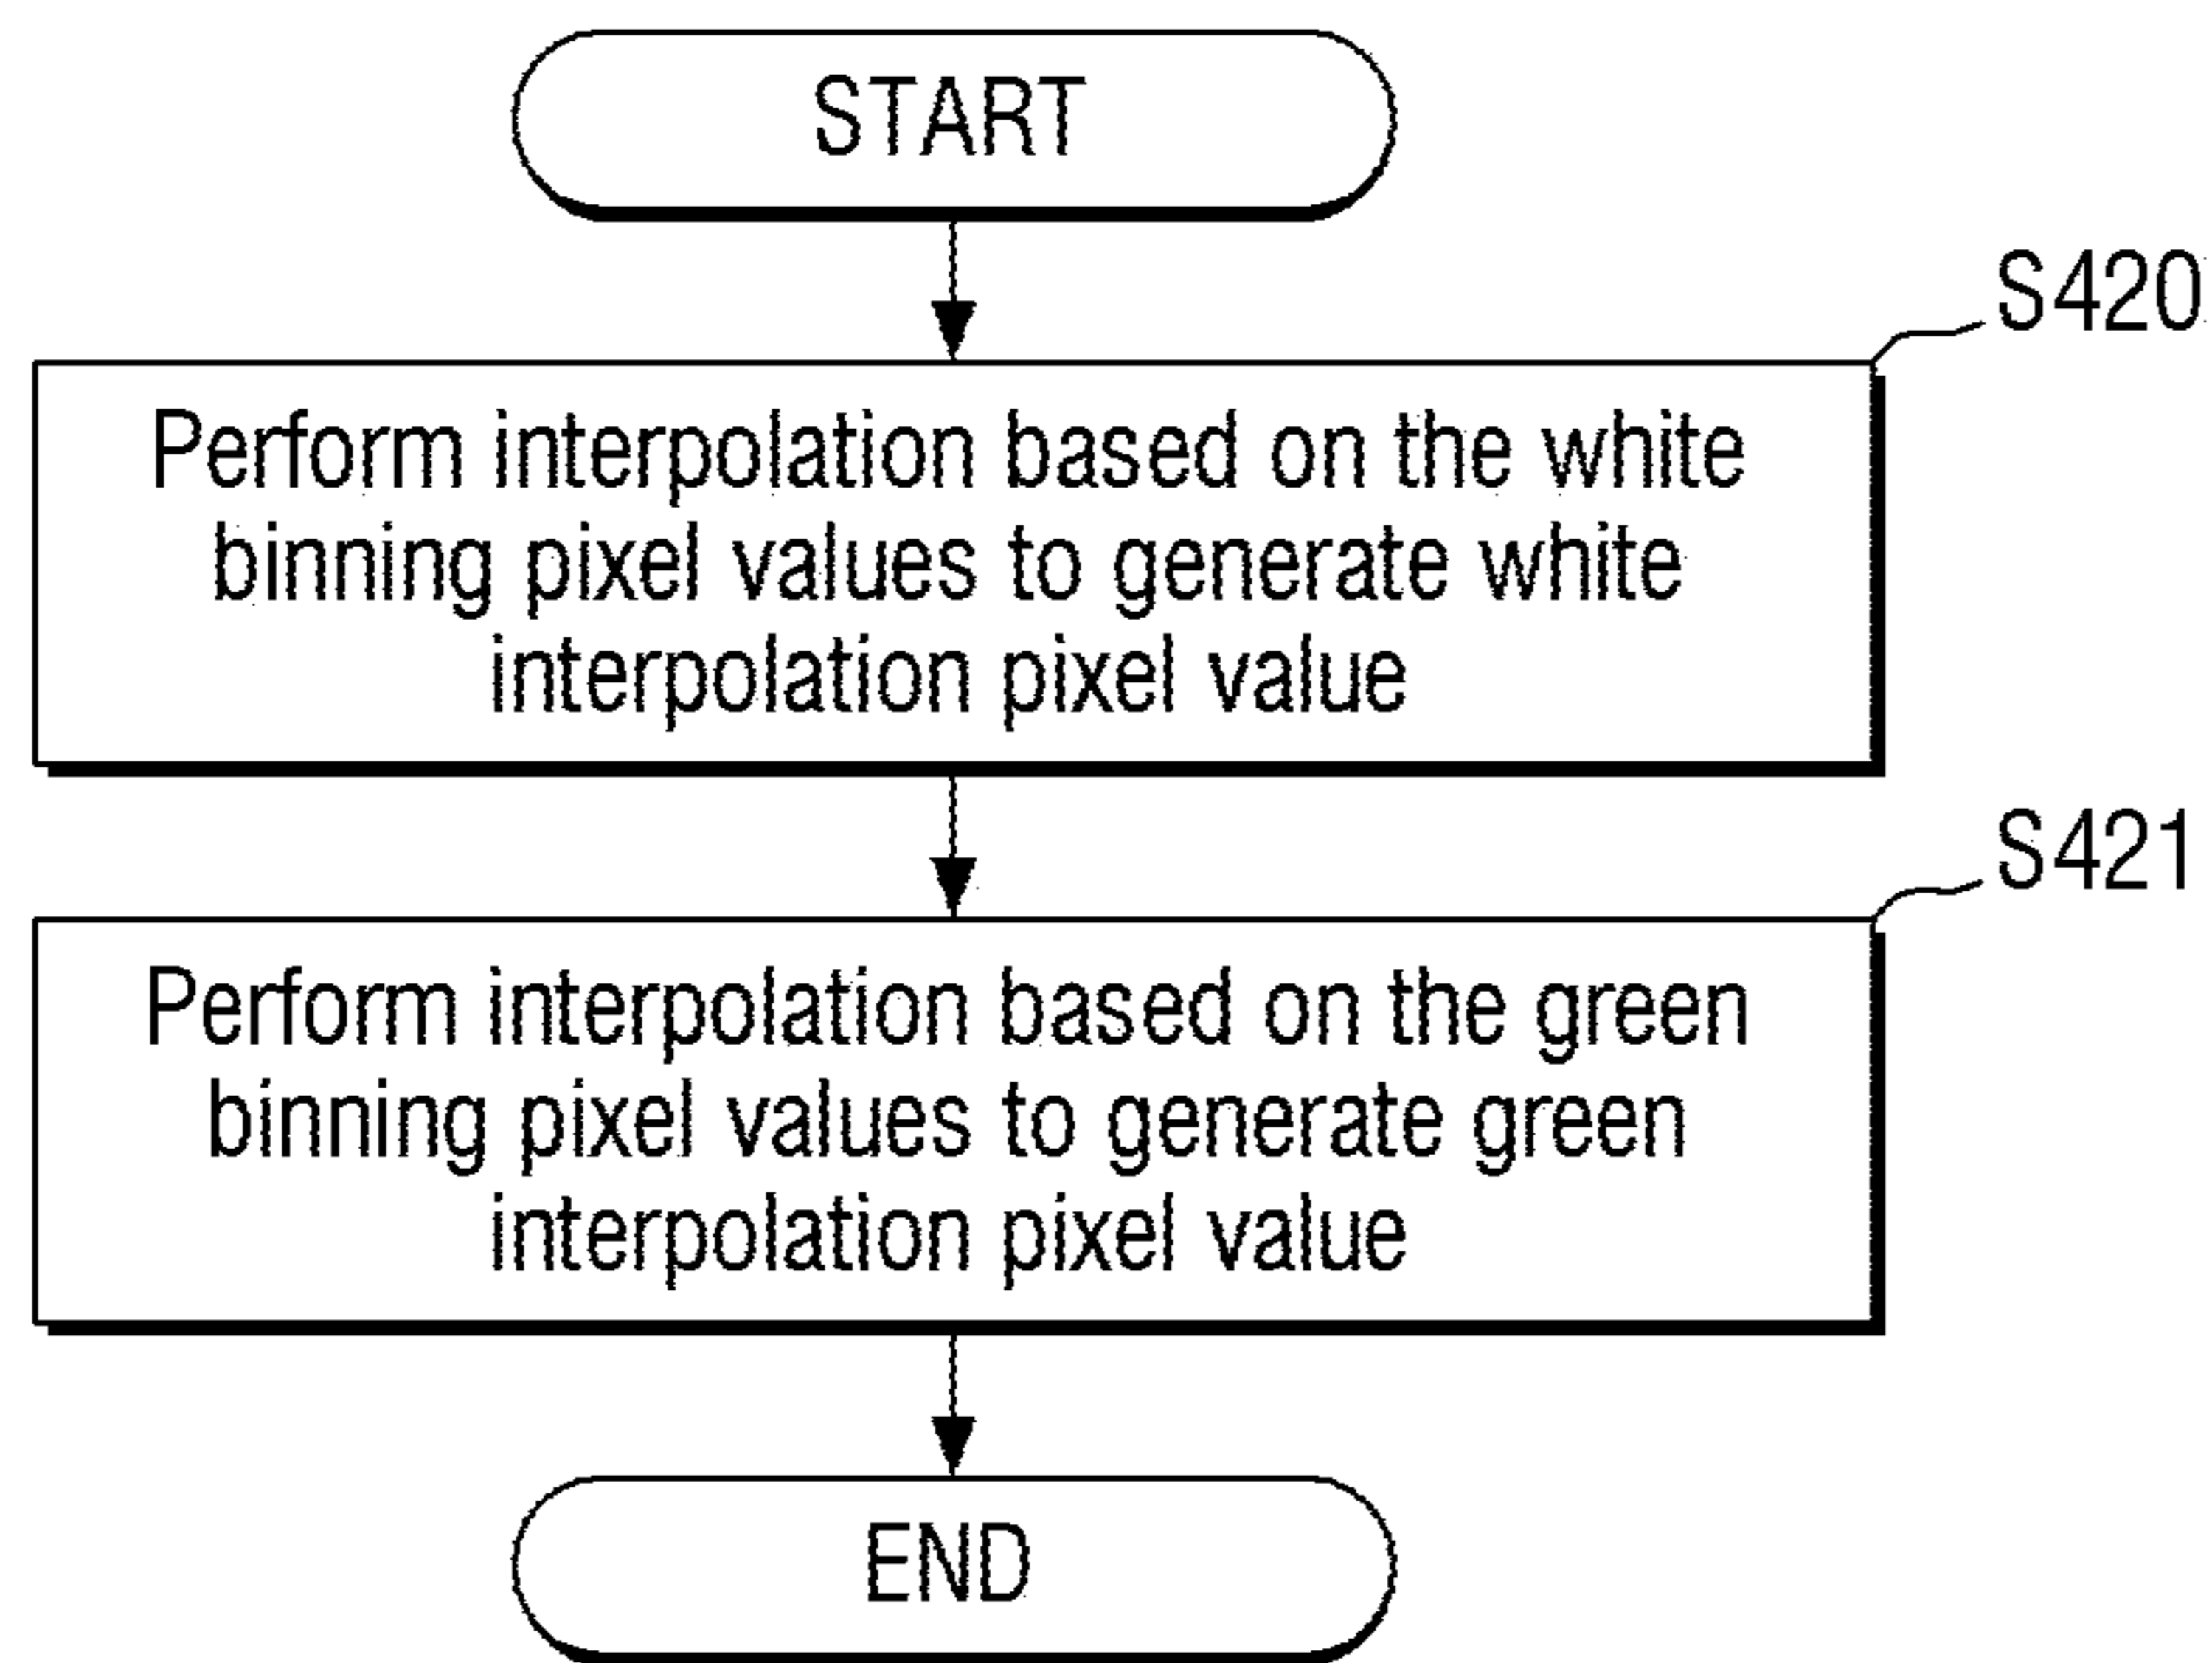 START
S420
Perform interpolation based on the white
binning pixel values to generate white
interpolation pixel value
S421
Perform interpolation based on the green
binning pixel values to generate green
interpolation pixel value
END